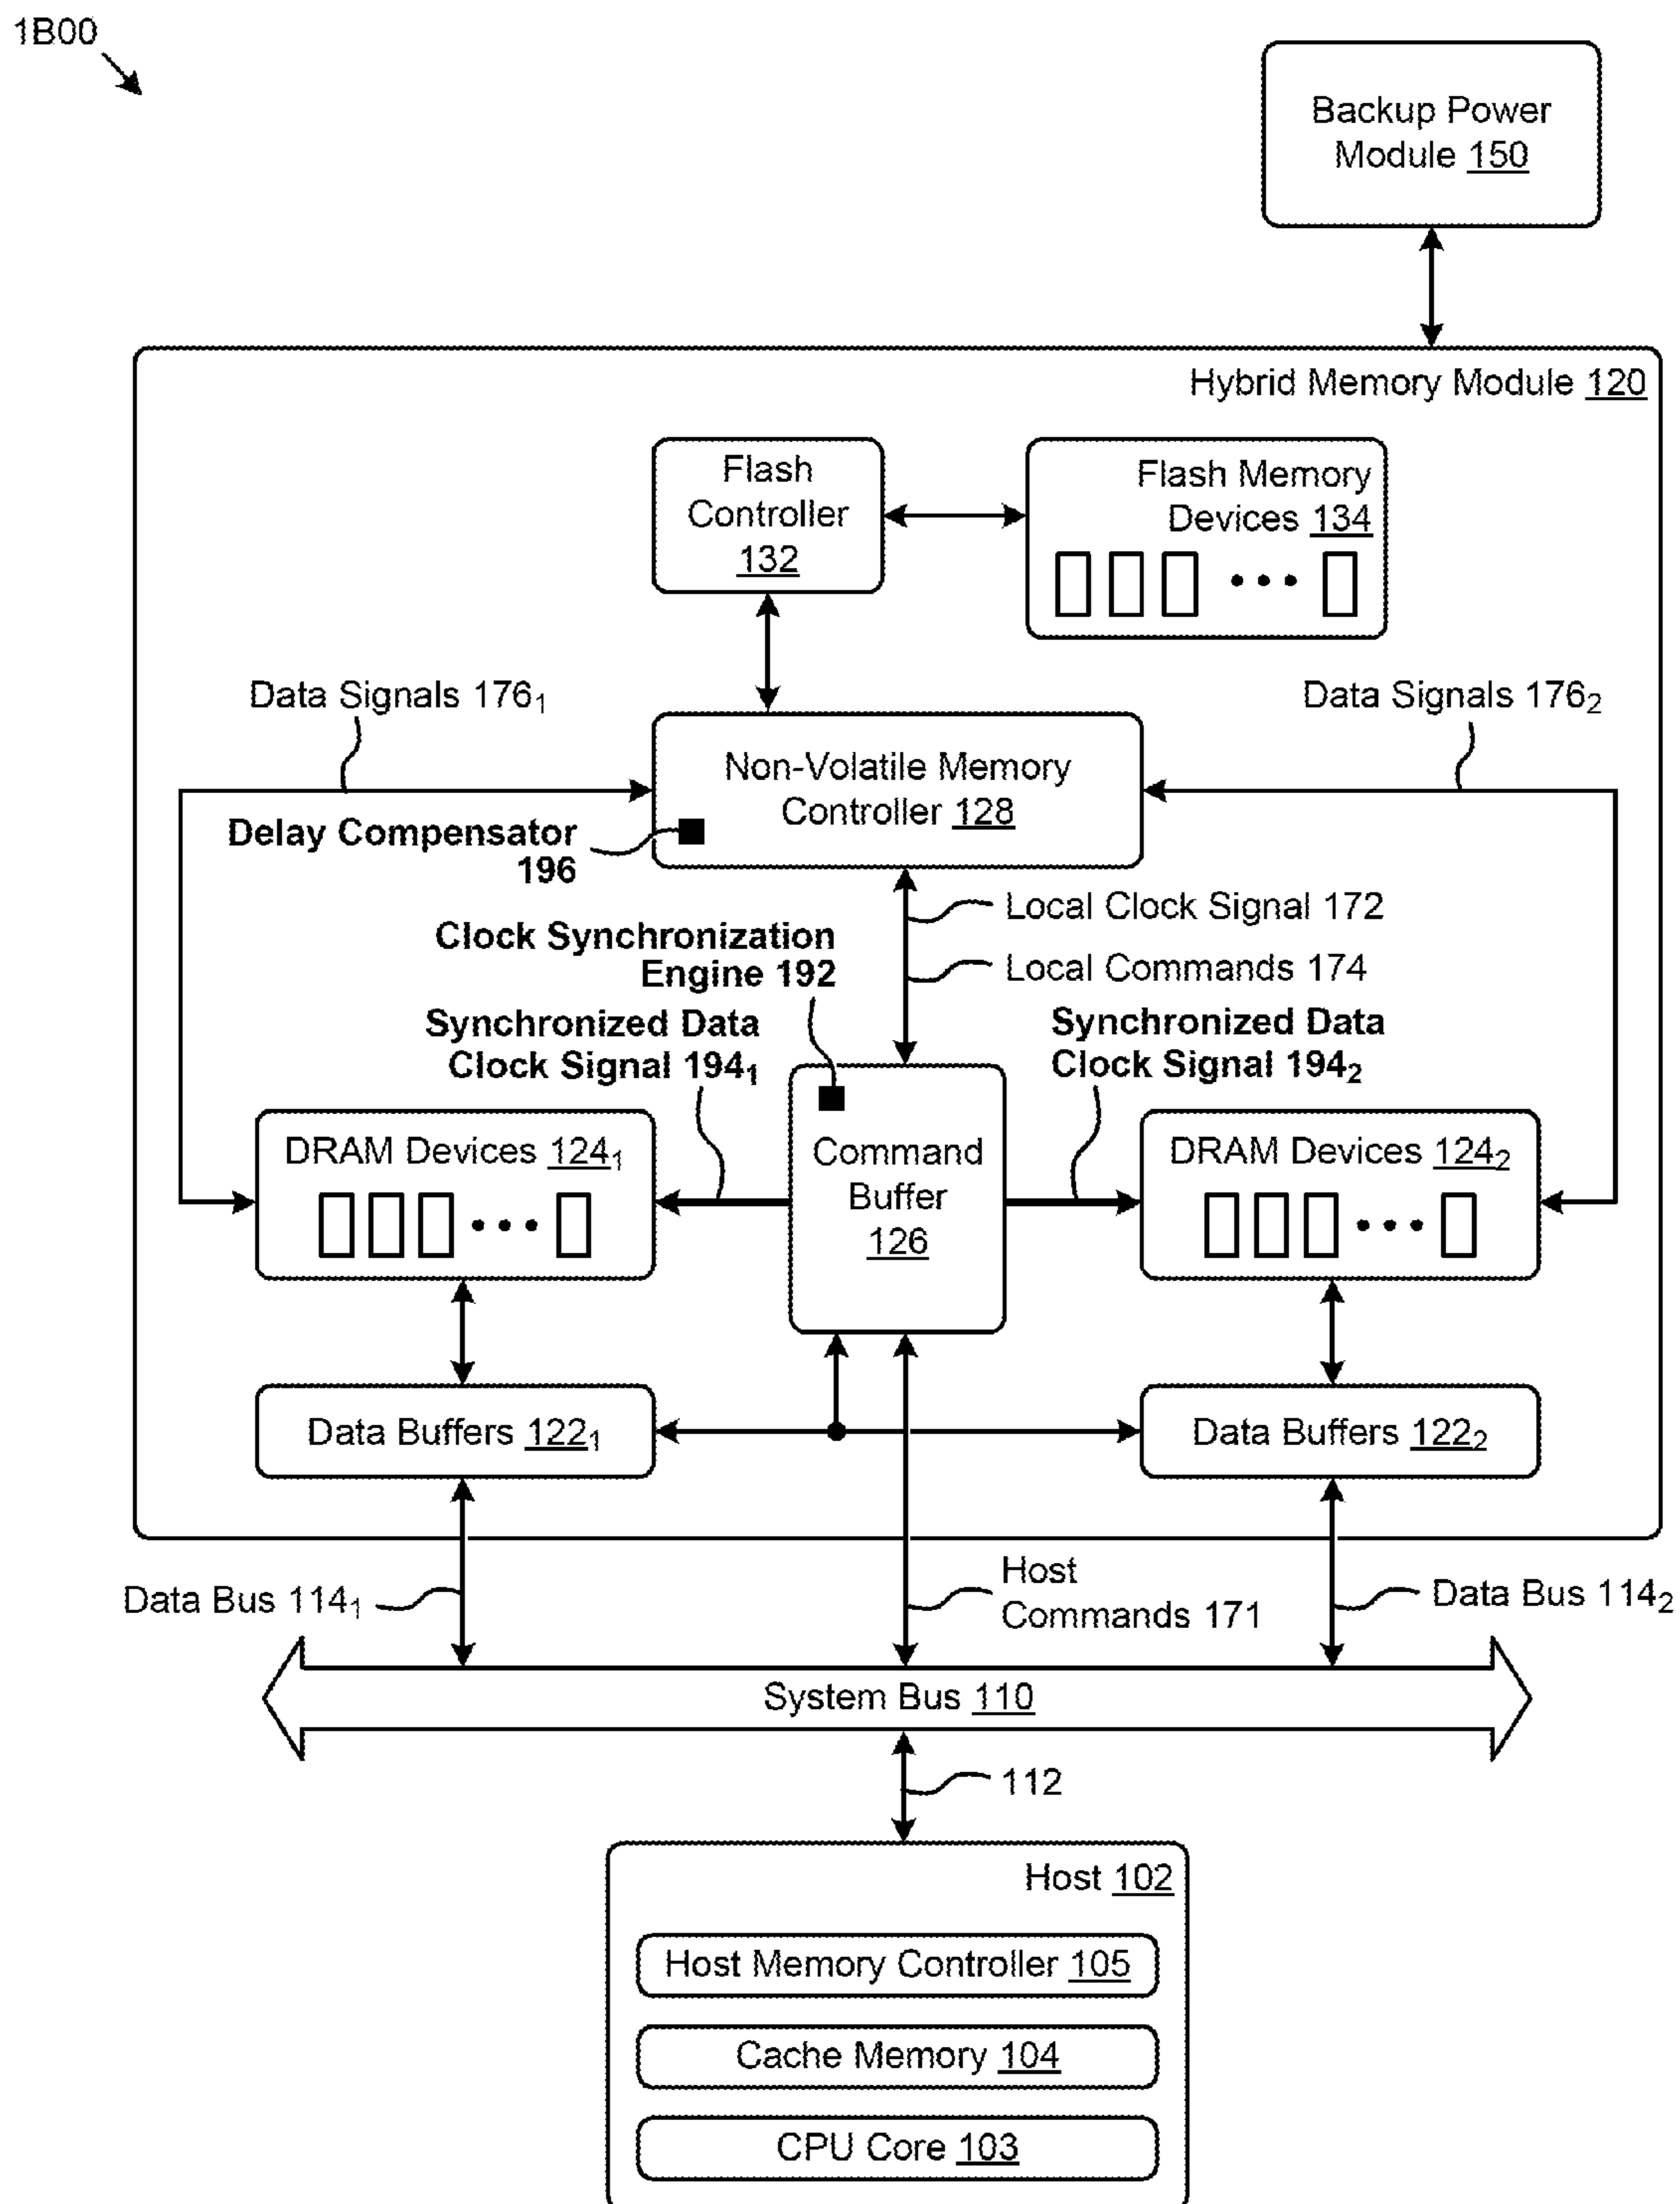 1B00
Backup Power
Module 150
Hybrid Memory Module 120
Flash
Controller
132
Flash Memory
Devices 134
Data Signals 176₁
Data Signals 176₂
Non-Volatile Memory
Controller 128
Delay Compensator
196
Local Clock Signal 172
Clock Synchronization
Engine 192
Local Commands 174
Synchronized Data
Clock Signal 194₁
Synchronized Data
Clock Signal 194₂
DRAM Devices 124₁
Command
Buffer
126
DRAM Devices 124₂
Data Buffers 122₁
Data Buffers 122₂
Data Bus 114₁
Host
Commands 171
Data Bus 114₂
System Bus 110
112
Host 102
Host Memory Controller 105
Cache Memory 104
CPU Core 103